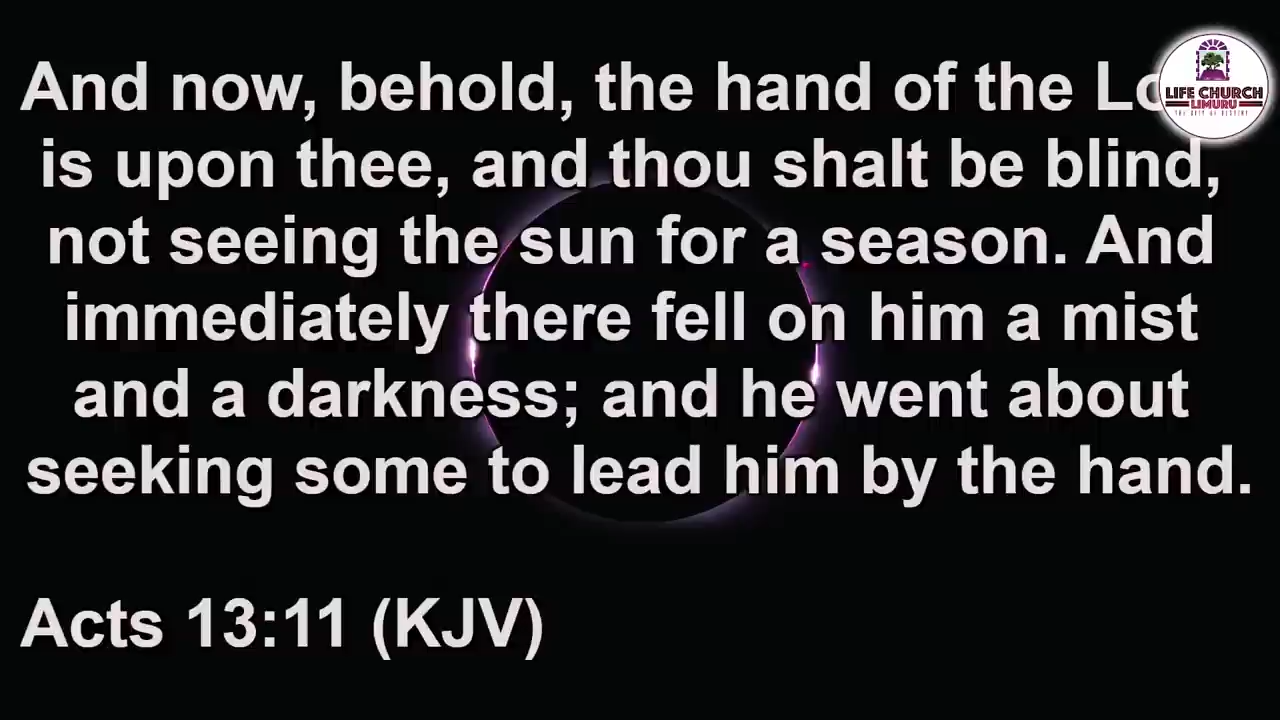 And now, behold, the hand of the
is upon thee, and thou shalt be blind,
not seeing the sun for a season. And
immediately there fell on him a mist
and a darkness; and he went about
seeking some to lead him by the hand.
Acts 13:11 (KJV)
LIFE CHURCH
LIMURU